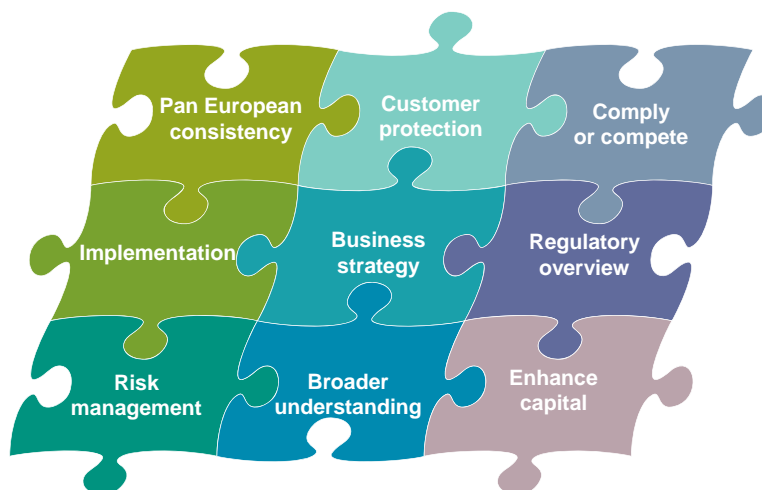 Pan European
consistency
Customer
protection
Comply
or compete
Implementation
Business
strategy
Regulatory
overview
Risk
management
Broader
understanding
Enhance
capital